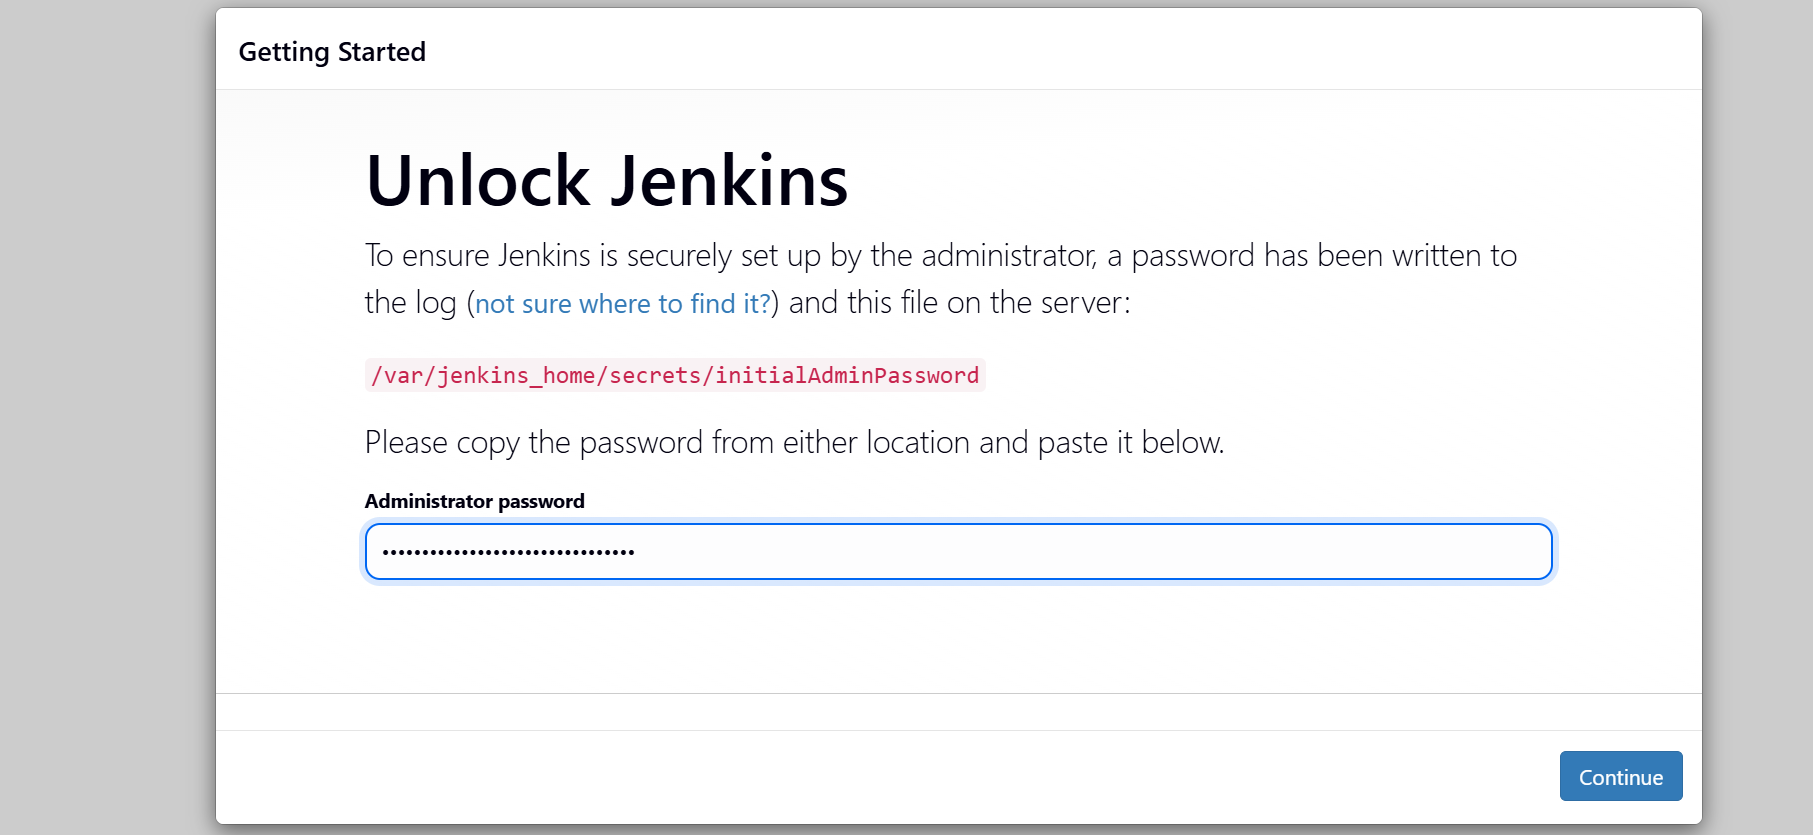 Getting Started
Unlock Jenkins
To ensure Jenkins is securely set up by the administrator, a password has been written to
the log (not sure where to find it?) and this file on the server:
/var/jenkins_home/secrets/initialAdminPassword
Please copy the password from either location and paste it below.
Administrator password
••••••••••••••••••••••••••••••••
Continue